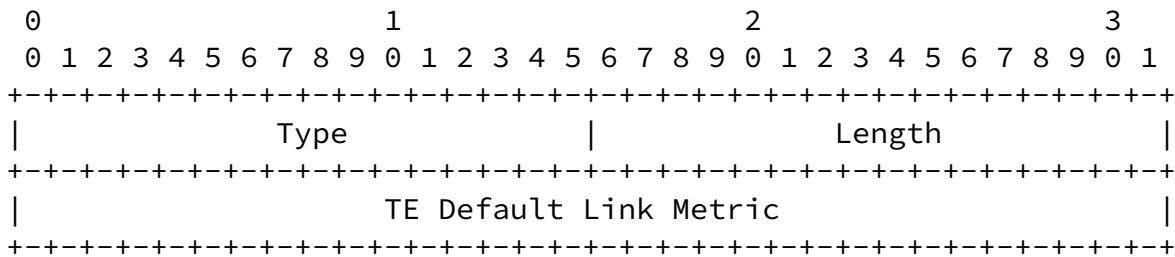 0                   1                   2                   3
 0 1 2 3 4 5 6 7 8 9 0 1 2 3 4 5 6 7 8 9 0 1 2 3 4 5 6 7 8 9 0 1
+-+-+-+-+-+-+-+-+-+-+-+-+-+-+-+-+-+-+-+-+-+-+-+-+-+-+-+-+-+-+-+-+
|              Type             |             Length            |
+-+-+-+-+-+-+-+-+-+-+-+-+-+-+-+-+-+-+-+-+-+-+-+-+-+-+-+-+-+-+-+-+
|                    TE Default Link Metric                     |
+-+-+-+-+-+-+-+-+-+-+-+-+-+-+-+-+-+-+-+-+-+-+-+-+-+-+-+-+-+-+-+-+